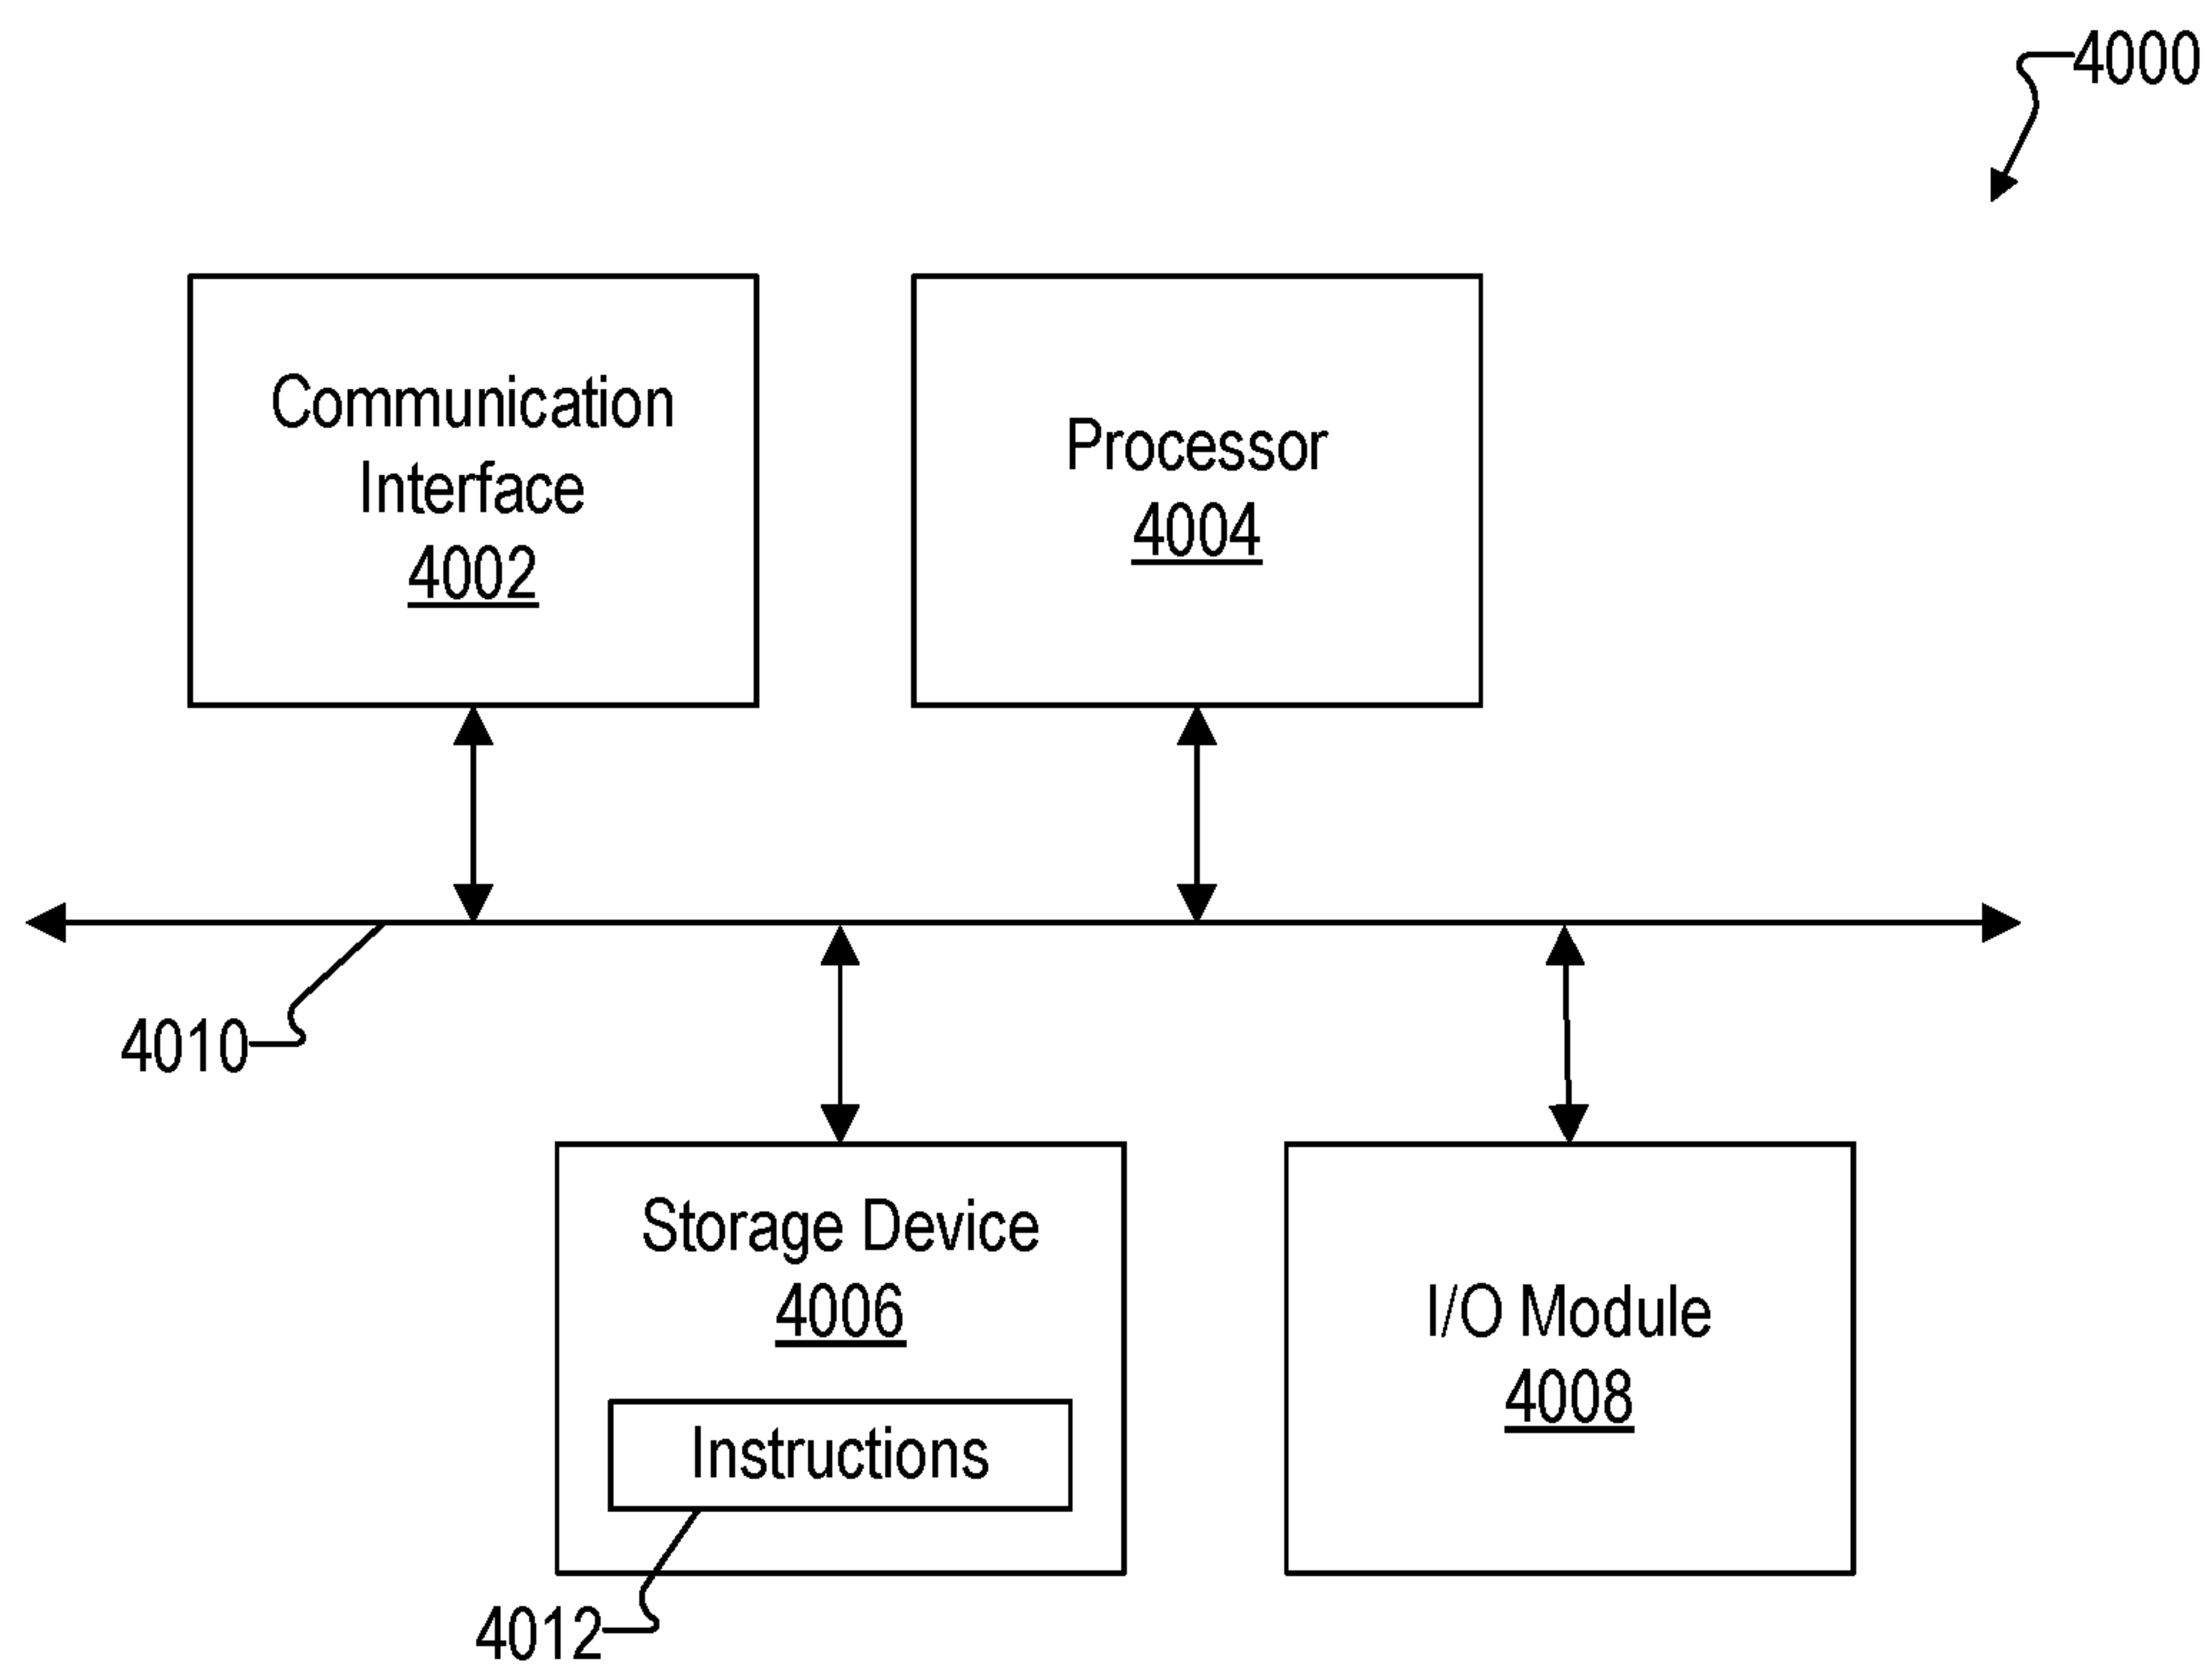 4000
Communication
Interface
4002
Processor
4004
4010
Storage Device
4006
Instructions
4012
I/O Module
4008